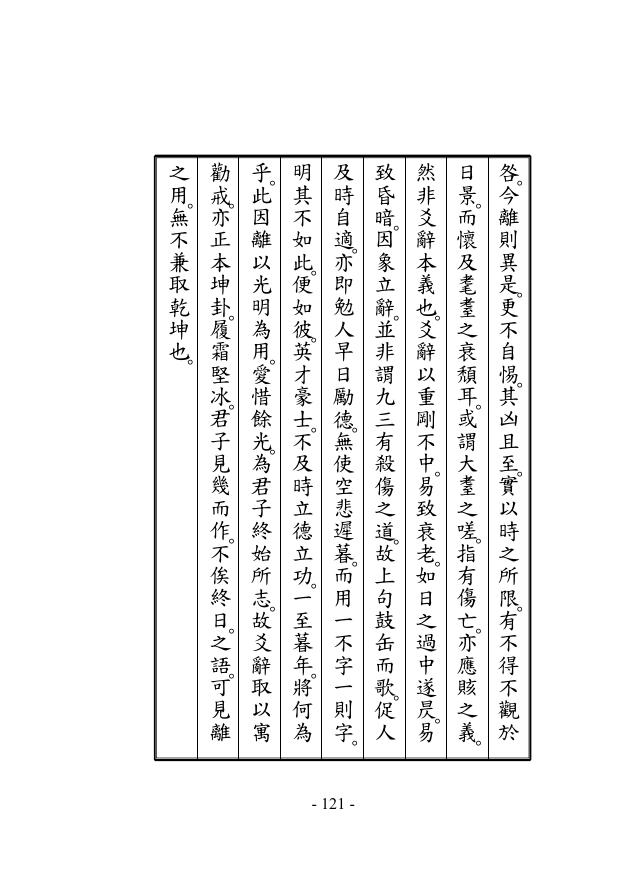 咎。今離則異是。更不自惕。其凶且至。實以時之所限。有不得不觀於
日景。而懷及耄耋之衰頹耳。或謂大耋之嗟。指有傷亡。亦應賅之義。
然非爻辭本義也。爻辭以重剛不中。易致衰老。如日之過中遂昃。易
致昏暗。因象立辭。並非謂九三有殺傷之道。故上句鼓缶而歌。促人
及時自適。亦即勉人早日勵德。無使空悲遲暮。而用一不字一則字。
明其不如此。便如彼。英才豪士。不及時立德立功。一至暮年。將何為
乎。此因離以光明為用。愛惜餘光。為君子終始所志。故爻辭取以寓
勸戒。亦正本坤卦。履霜堅冰。君子見幾而作。不俟終日。之語。可見離
之用。無不兼取乾坤也。
- 121 -